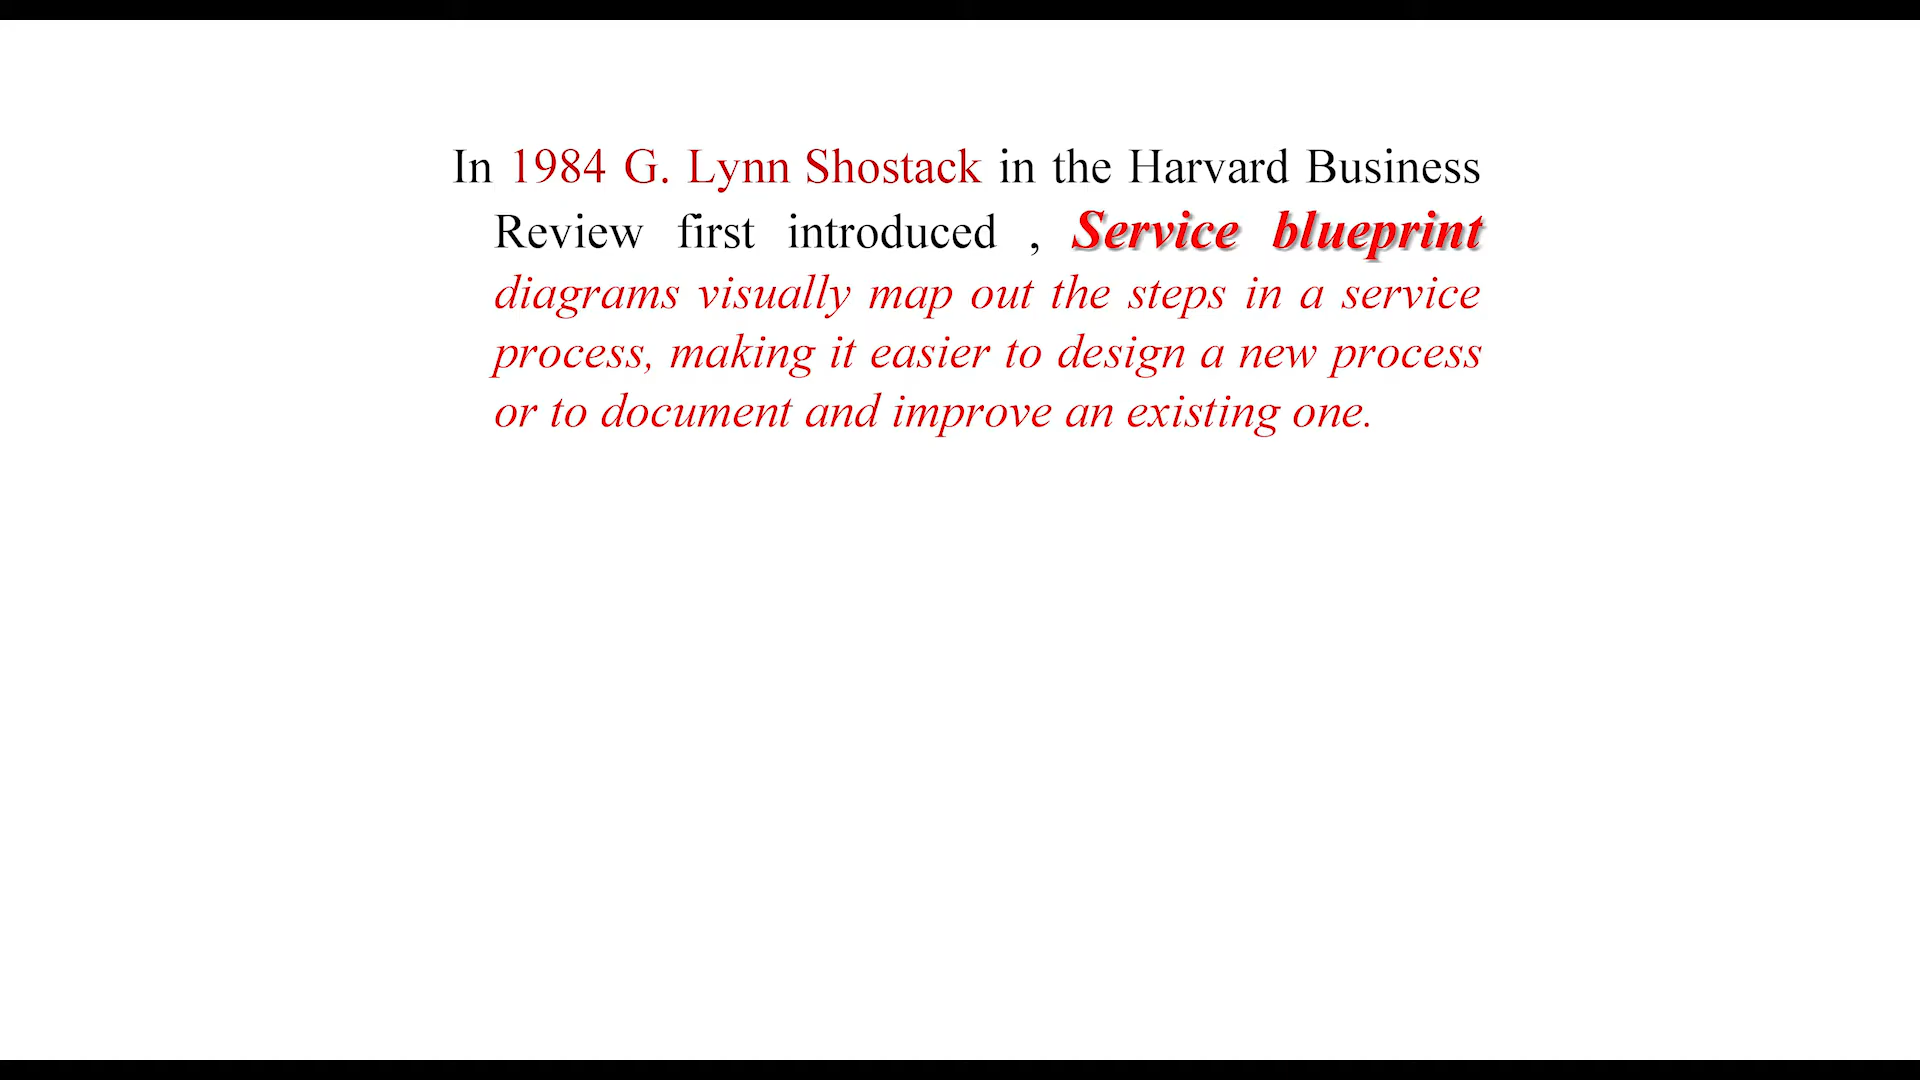 In 1984 G. Lynn Shostack in the Harvard Business
Review first introduced , Service blueprint
diagrams visually map out the steps in a service
process, making it easier to design a new process
or to document and improve an existing one.